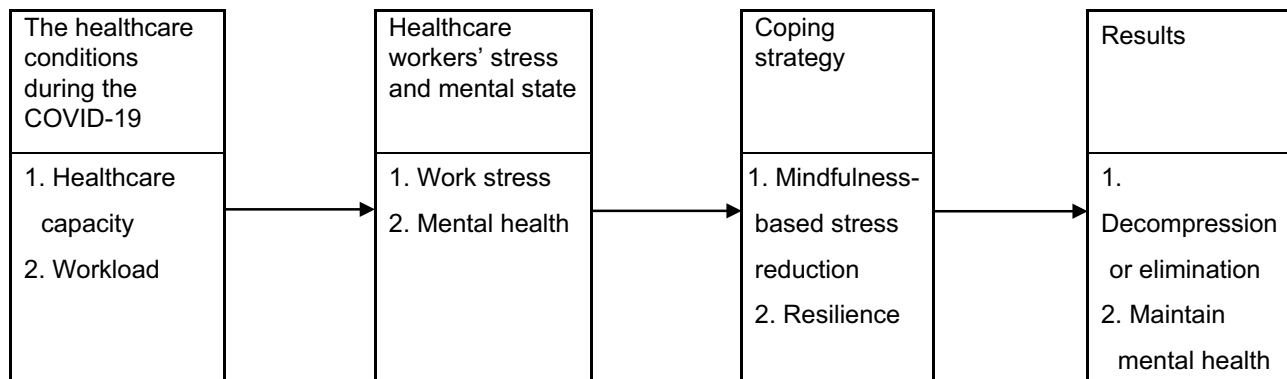 The healthcare
conditions
during the
COVID-19
1. Healthcare
capacity
2. Workload
Healthcare
workers’ stress
and mental state
1. Work stress
2. Mental health
Coping
strategy
1. Mindfulness-
based stress
reduction
2. Resilience
Results
1.
Decompression
or elimination
2. Maintain
mental health